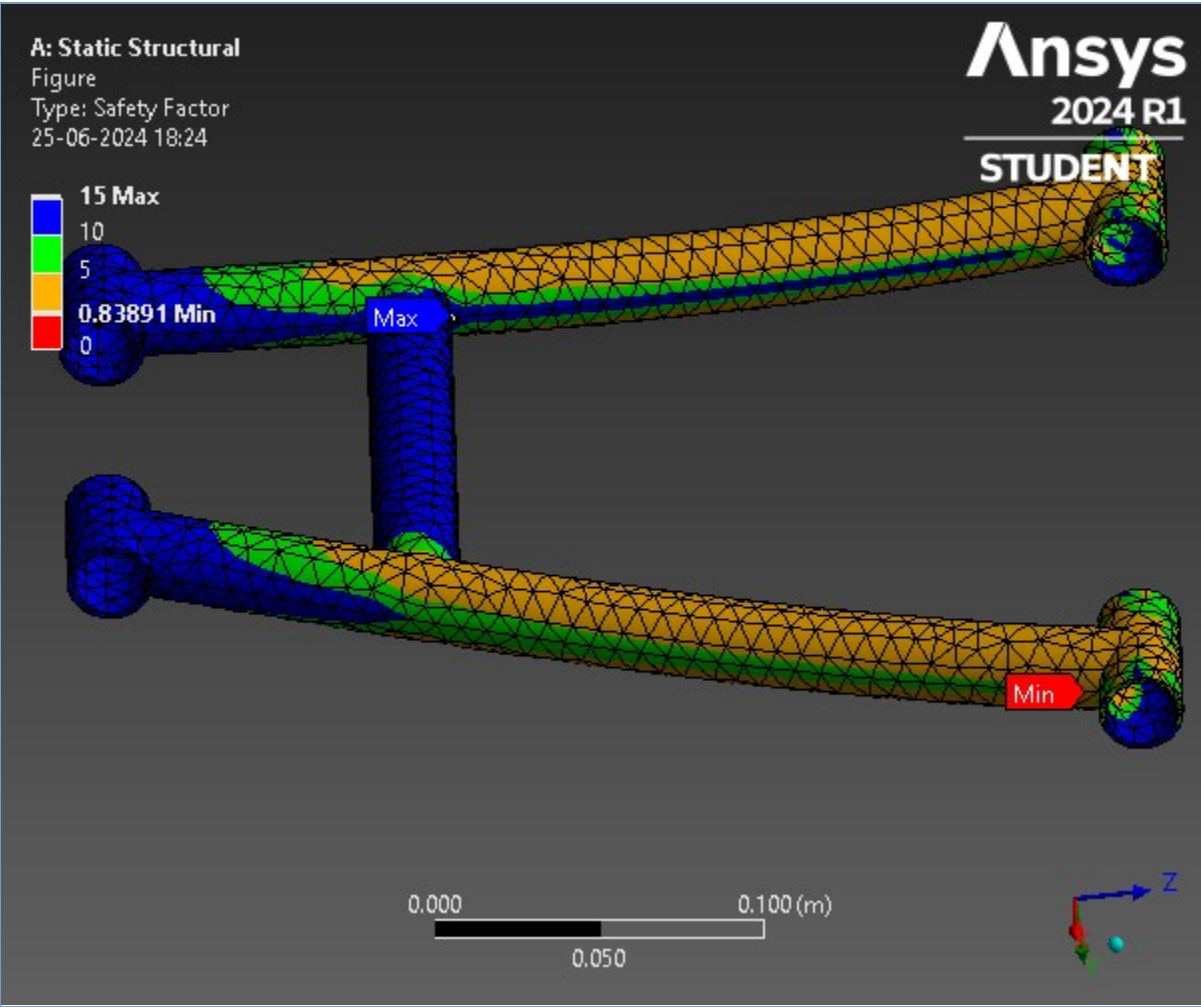 A: Static Structural
Figure
Type: Safety Factor
25-06-2024 18:24
Ansys
2024 R1
STUDENT
15 Max
10
5
0.83891 Min
0
Max
Min
0.000
0.100 (m)
0.050
Z